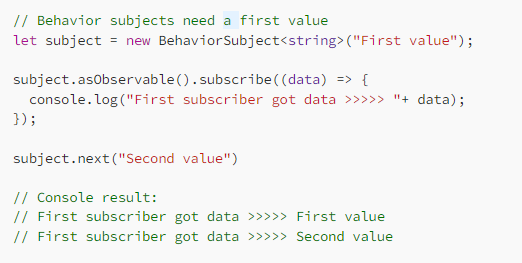 // Behavior subjects need a first value
let subject = new BehaviorSubject<string>("First value");
subject.asObservable().subscribe((data) => {
console.log("First subscriber got data >>>>> "+ data);
});
subject.next("Second value")
// Console result:
// First subscriber got data >>>>> First value
// First subscriber got data >>>>> Second value